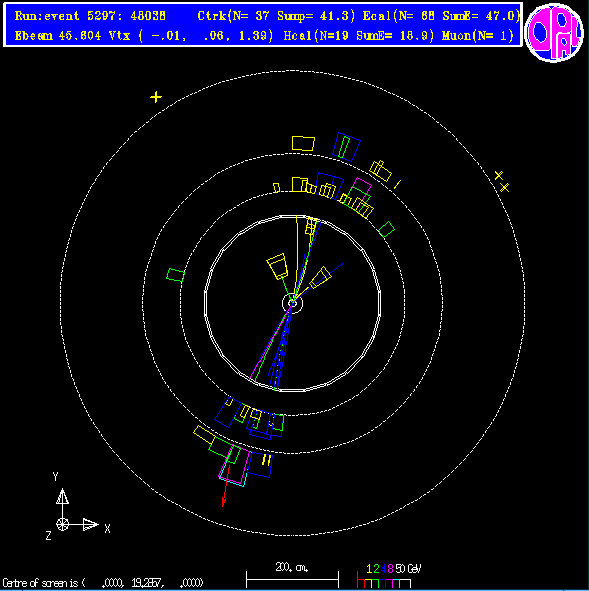 Run:event 5297: 48038 Ctrk(N= 37 Sump= 41.3) Ecal(N= 68 SumE= 47.0)
Ebeam 45.604 Vtx ( -.01, .06, 1.39) Hcal(N=19 SumE= 18.9) Muon(N= 1)
OPAL
Y
X
Z
200. cm.
1 2 4 8 50 GeV
Centre of screen is ( .0000, 19.2857, .0000)